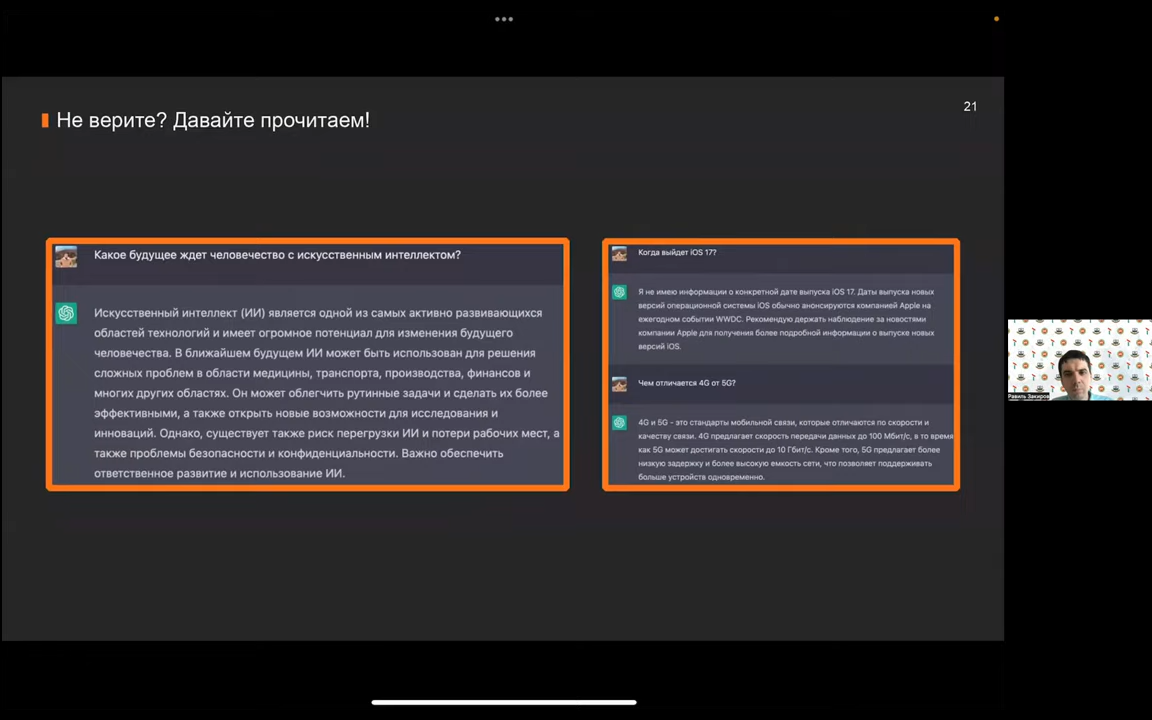 Не верите? Давайте прочитаем!
21
Какое будущее ждет человечество с искусственным интеллектом?
Искусственный интеллект (ИИ) является одной из самых активно развивающихся
областей технологий и имеет огромное потенциал для изменения будущего
человечества. В ближайшем будущем ИИ может быть использован для решения
сложных проблем в области медицины, транспорта, производства, финансов и
многих других областях. Он может облегчить рутинные задачи и сделать их более
эффективными, а также открыть новые возможности для исследования и
инноваций. Однако, существует также риск перегрузки ИИ и потери рабочих мест, а
также проблемы безопасности и конфиденциальности. Важно обеспечить
ответственное развитие и использование ИИ.
Когда выйдет iOS 17?
Я не имею информации о конкретной дате выпуска iOS 17. Даты выпуска новых
версий операционной системы iOS обычно анонсируются компанией Apple на
ежегодном событии WWDC. Рекомендую держать наблюдение за новостями
компании Apple для получения более подробной информации о выпуске новых
версий iOS.
Чем отличается 4G от 5G?
4G и 5G - это стандарты мобильной связи, которые отличаются по скорости и
качеству связи. 4G предлагает скорость передачи данных до 100 Мбит/с, в то время
как 5G может достигать скорости до 10 Гбит/с. Кроме того, 5G предлагает более
низкую задержку и более высокую емкость сети, что позволяет поддерживать
больше устройств одновременно.
Равиль Закиров